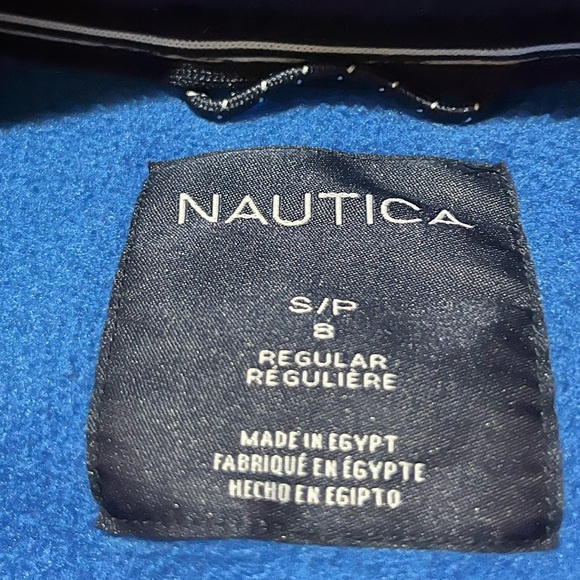 NAUTICA
S/P
8
REGULAR
RÉGULIÈRE
MADE IN EGYPT
FABRIQUÉ EN ÉGYPTE
HECHO EN EGIPTO